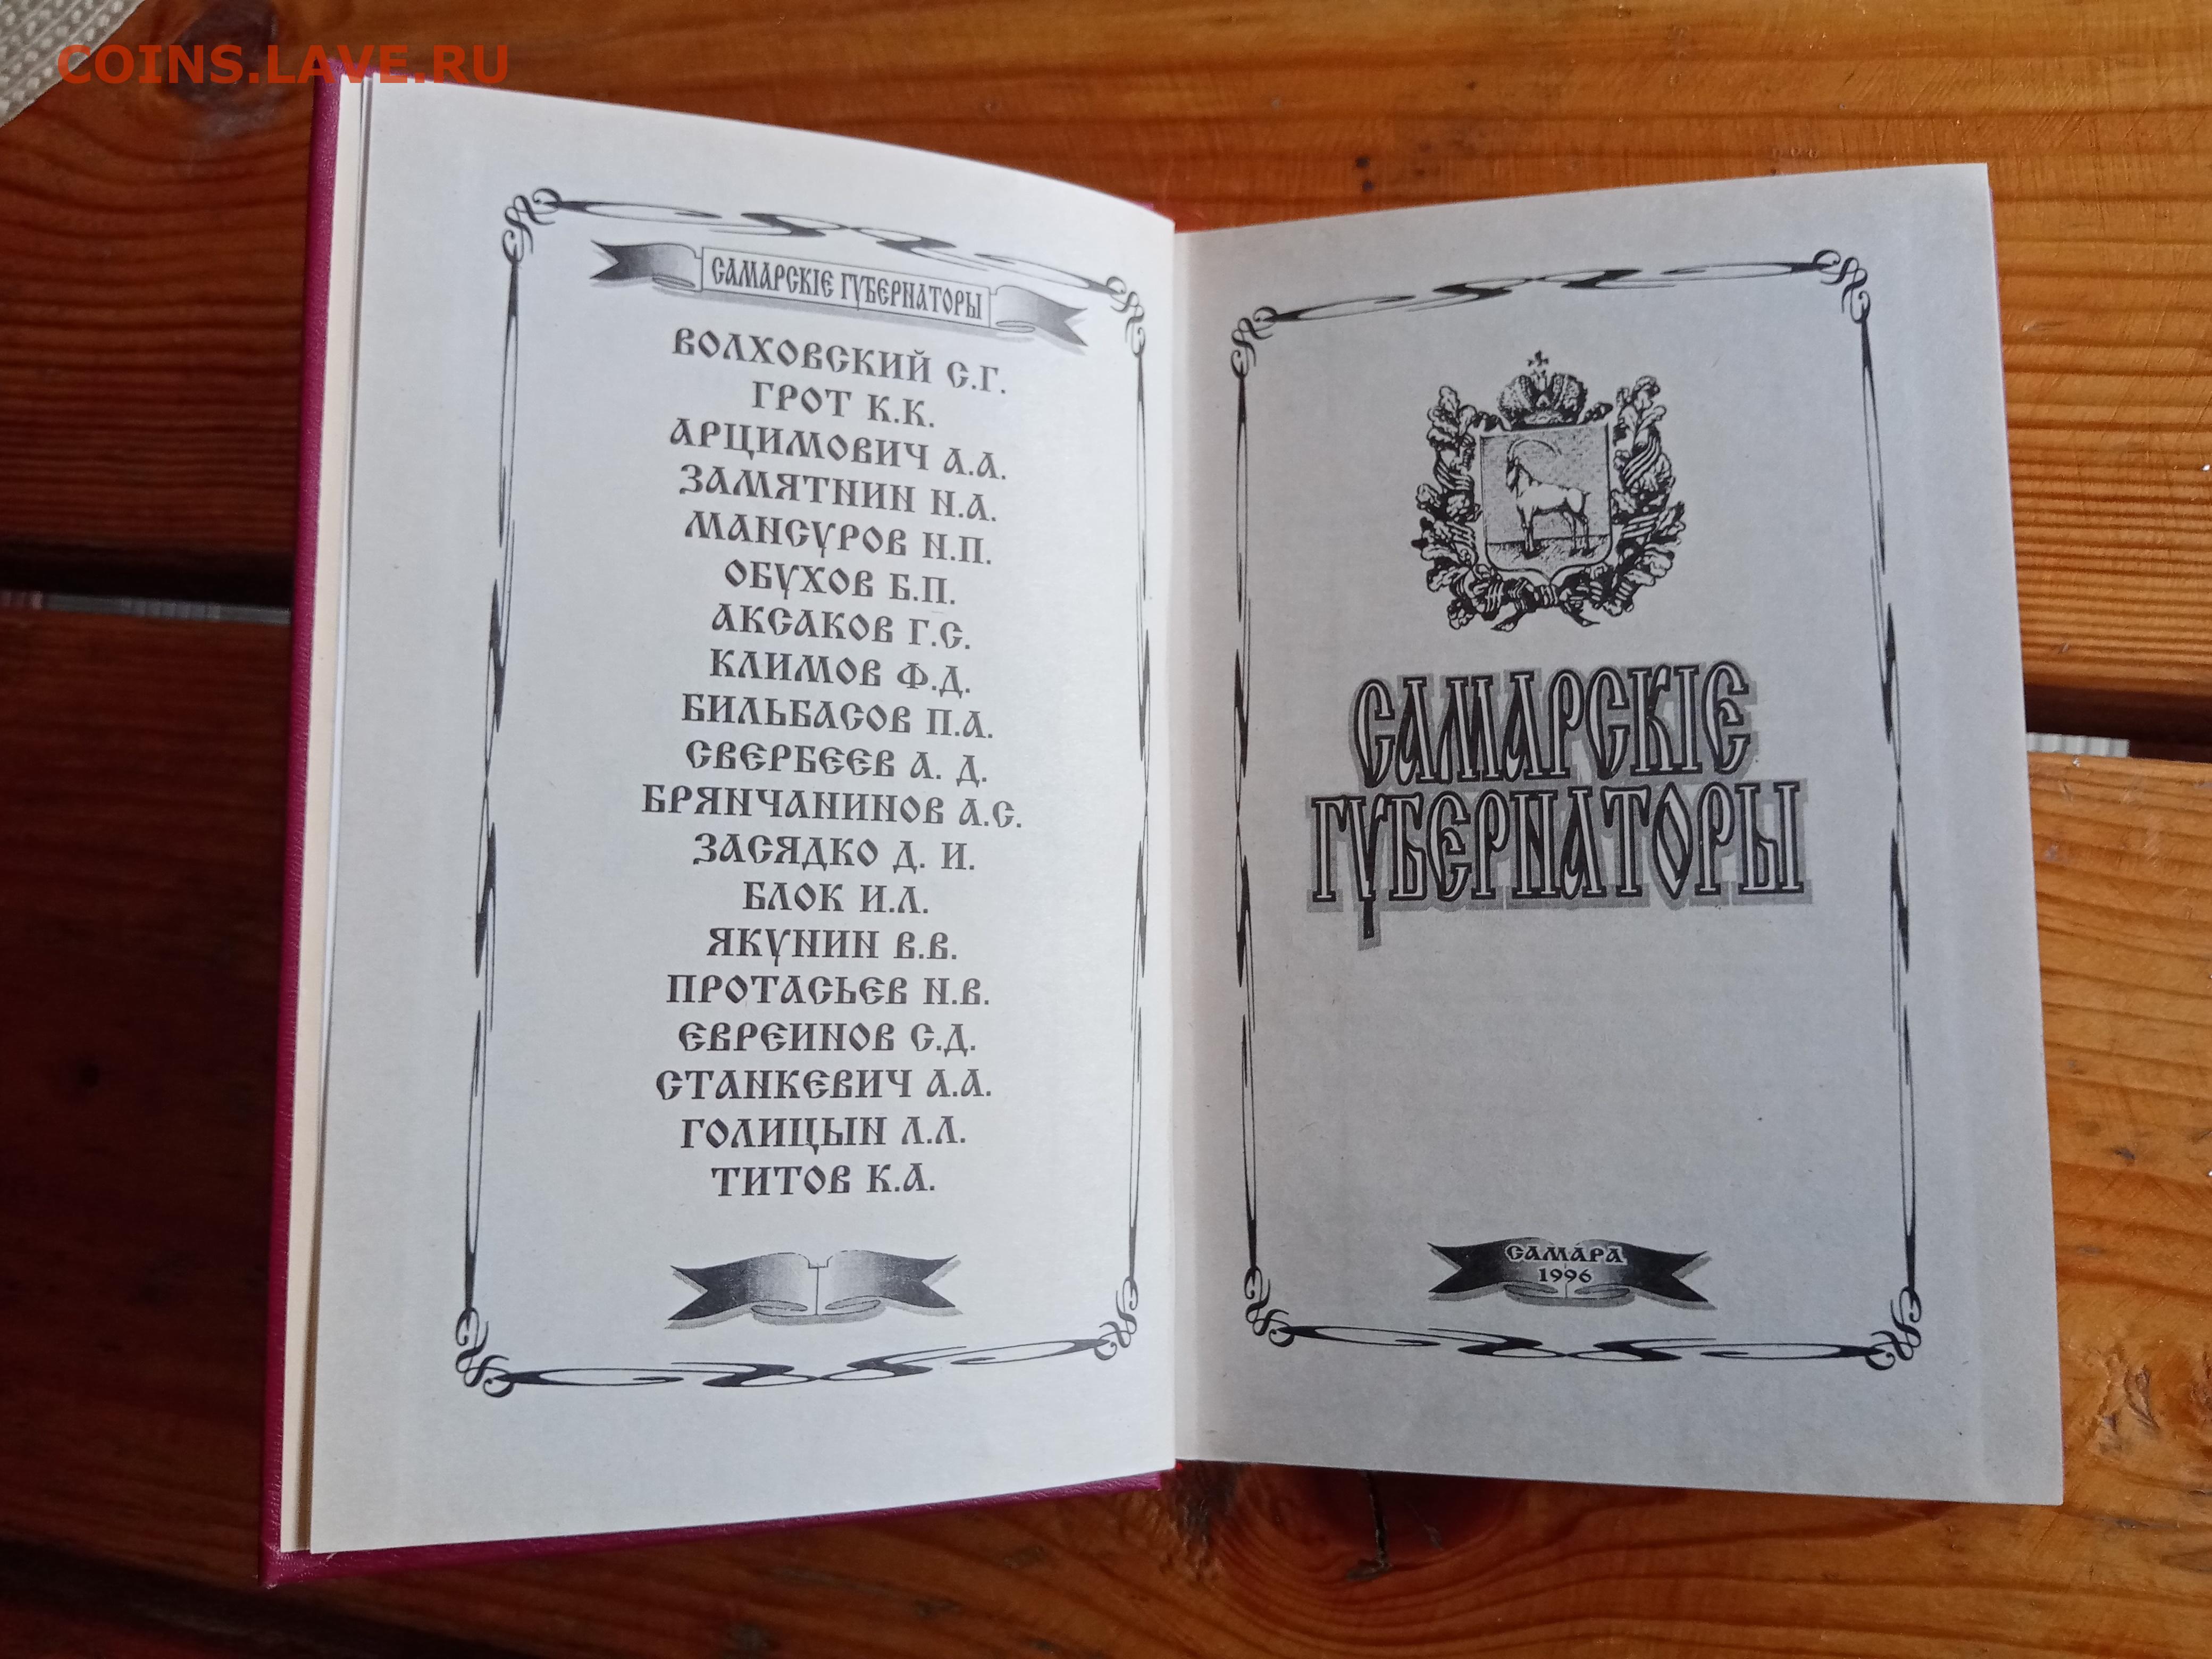 COINS.LAVE.RU
САМАРСКІЕ ГУБЕРНАТОРЫ
ВОЛХОВСКИЙ С.Г.
ГРОТ К.К.
АРЦИМОВИЧ А.А.
ЗАМЯТНИН Н.А.
МАНСУРОВ Н.П.
ОБУХОВ Б.П.
АКСАКОВ Г.С.
КЛИМОВ Ф.Д.
БИЛЬБАСОВ П.А.
СВЕРБЕЕВ А. Д.
БРЯНЧАНИНОВ А.С.
ЗАСЯДКО Д. И.
БЛОК И.Л.
ЯКУНИН В.В.
ПРОТАСЬЕВ Н.В.
ЕВРЕИНОВ С.Д.
СТАНКЕВИЧ А.А.
ГОЛИЦЫН Л.Л.
ТИТОВ К.А.
САМАРСКІЕ
ГУБЕРНАТОРЫ
САМАРА
1996